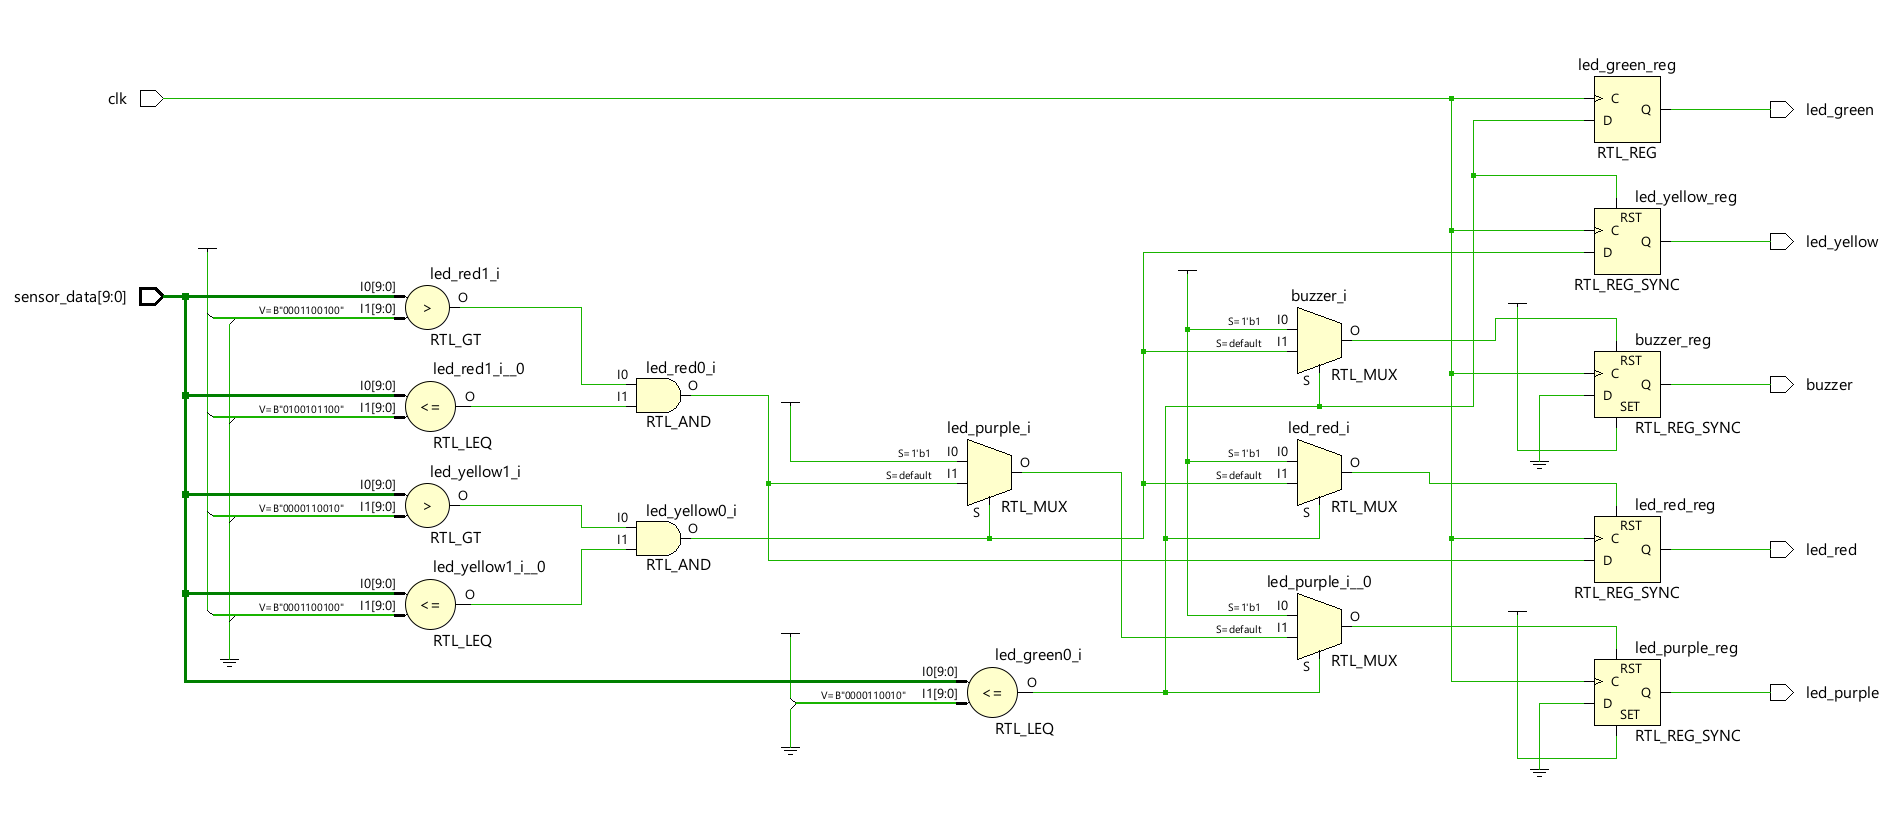 clk
led_green_reg
C
D
Q
RTL_REG
led_green
led_yellow_reg
RST
C
D
Q
RTL_REG_SYNC
led_yellow
sensor_data[9:0]
led_red1_i
I0[9:0]
V=B"0001100100" I1[9:0]
>
O
RTL_GT
led_red1_i__0
I0[9:0]
V=B"0100101100" I1[9:0]
<=
O
RTL_LEQ
led_red0_i
I0
I1
O
RTL_AND
led_yellow1_i
I0[9:0]
V=B"0000110010" I1[9:0]
>
O
RTL_GT
led_yellow1_i__0
I0[9:0]
V=B"0001100100" I1[9:0]
<=
O
RTL_LEQ
led_yellow0_i
I0
I1
O
RTL_AND
led_purple_i
S=1'b1 I0
S=default I1
O
S
RTL_MUX
led_green0_i
I0[9:0]
V=B"0000110010" I1[9:0]
<=
O
RTL_LEQ
buzzer_i
S=1'b1 I0
S=default I1
O
S
RTL_MUX
led_red_i
S=1'b1 I0
S=default I1
O
S
RTL_MUX
led_purple_i__0
S=1'b1 I0
S=default I1
O
S
RTL_MUX
buzzer_reg
RST
C
D
Q
SET
RTL_REG_SYNC
buzzer
led_red_reg
RST
C
D
Q
RTL_REG_SYNC
led_red
led_purple_reg
RST
C
D
Q
SET
RTL_REG_SYNC
led_purple